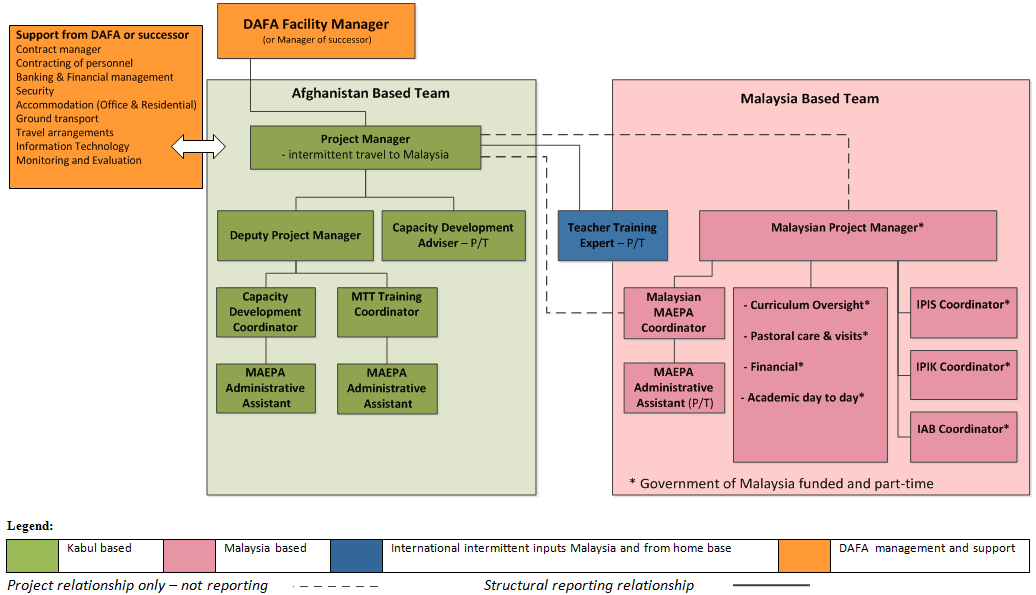 DAFA Facility Manager
(or Manager of successor)
Support from DAFA or successor
Contract manager
Contracting of personnel
Banking & Financial management
Security
Accommodation (Office & Residential)
Ground transport
Travel arrangements
Information Technology
Monitoring and Evaluation
Afghanistan Based Team
Project Manager
- intermittent travel to Malaysia
Deputy Project Manager
Capacity Development
Adviser – P/T
Capacity
Development
Coordinator
MTT Training
Coordinator
MAEPA
Administrative
Assistant
MAEPA
Administrative
Assistant
Teacher Training
Expert – P/T
Malaysia Based Team
Malaysian Project Manager*
Malaysian
MAEPA
Coordinator
MAEPA
Administrative
Assistant (P/T)
- Curriculum Oversight*
- Pastoral care & visits*
- Financial*
- Academic day to day*
IPIS Coordinator*
IPIK Coordinator*
IAB Coordinator*
* Government of Malaysia funded and part-time
Legend:
Kabul based
Malaysia based
International intermittent inputs Malaysia and from home base
DAFA management and support
Project relationship only – not reporting
Structural reporting relationship